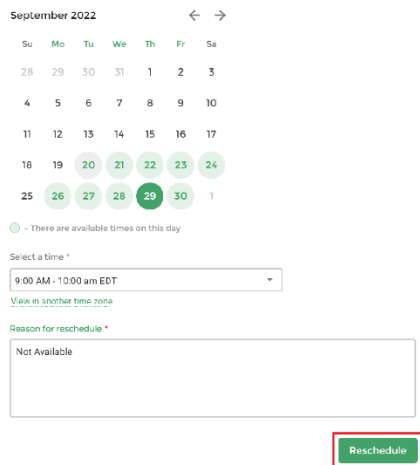 September 2022
Su Mo Tu We Th Fr Sa
28 29 30 31 1 2 3
4 5 6 7 8 9 10
11 12 13 14 15 16 17
18 19 20 21 22 23 24
25 26 27 28 29 30 1
- There are available times on this day
Select a time *
9:00 AM - 10:00 am EDT
View in another time zone
Reason for reschedule *
Not Available
Reschedule